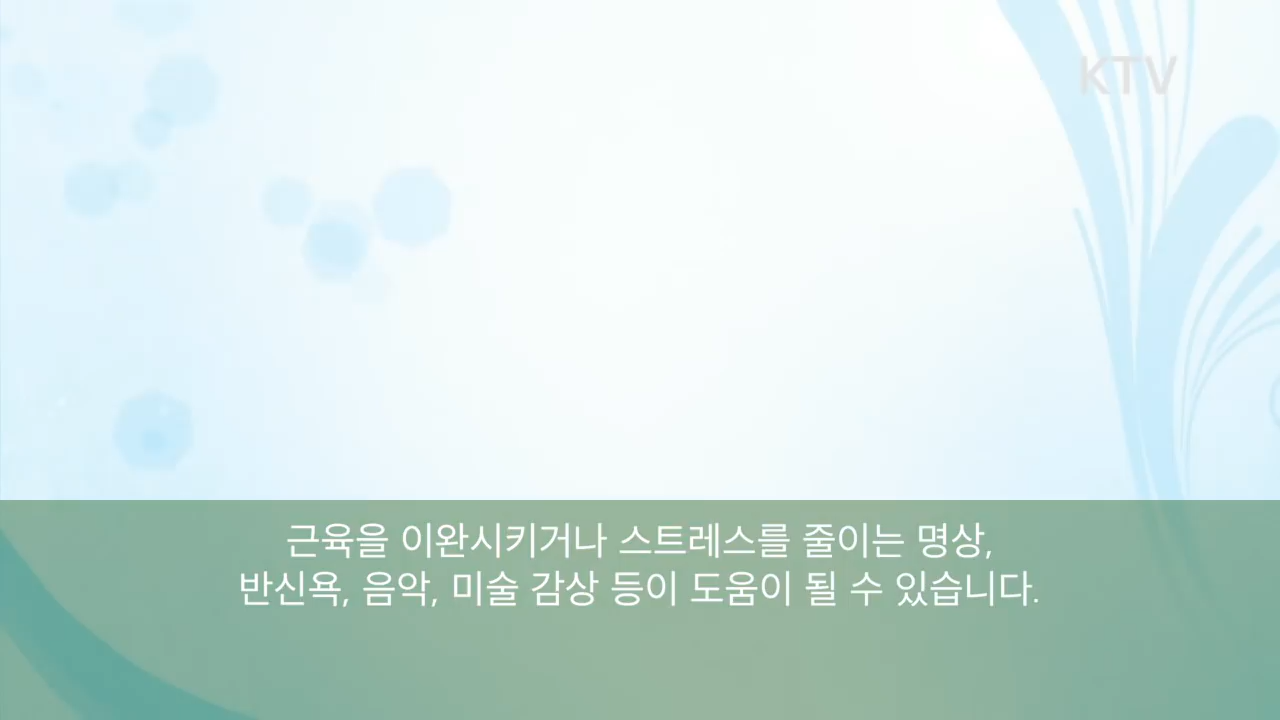 KTV
근육을 이완시키거나 스트레스를 줄이는 명상,
반신욕, 음악, 미술 감상 등이 도움이 될 수 있습니다.